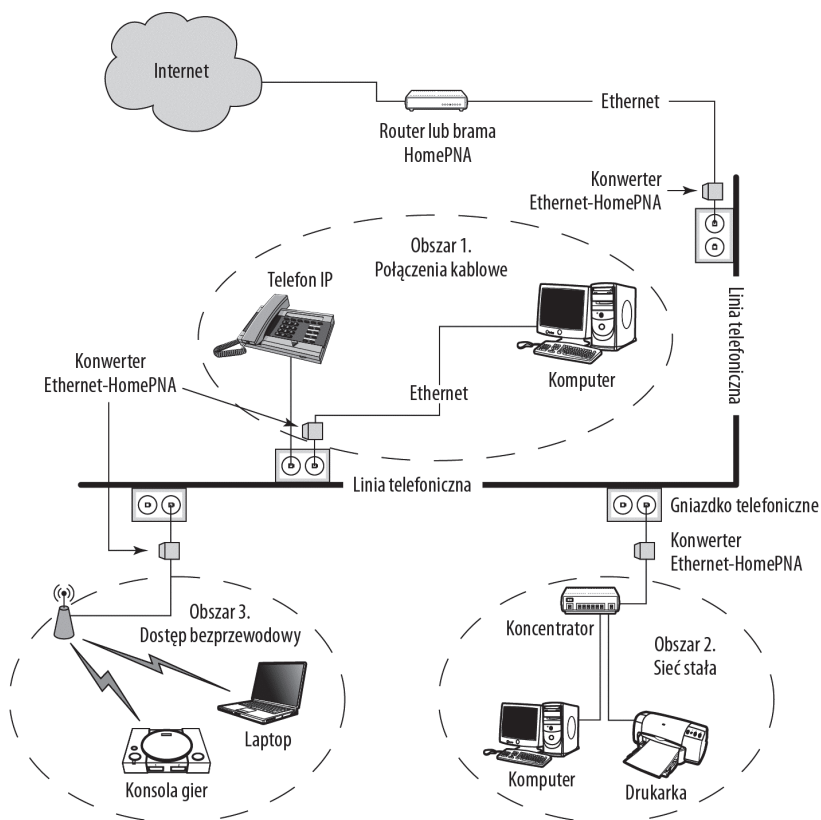 Internet
Ethernet
Router lub brama
HomePNA
Konwerter
Ethernet-HomePNA
Obszar 1.
Połączenia kablowe
Telefon IP
Linia telefoniczna
Konwerter
Ethernet-HomePNA
Komputer
Ethernet
Linia telefoniczna
Gniazdko telefoniczne
Konwerter
Ethernet-HomePNA
Obszar 3.
Dostęp bezprzewodowy
Koncentrator
Obszar 2.
Sieć stała
Laptop
Konsola gier
Komputer
Drukarka